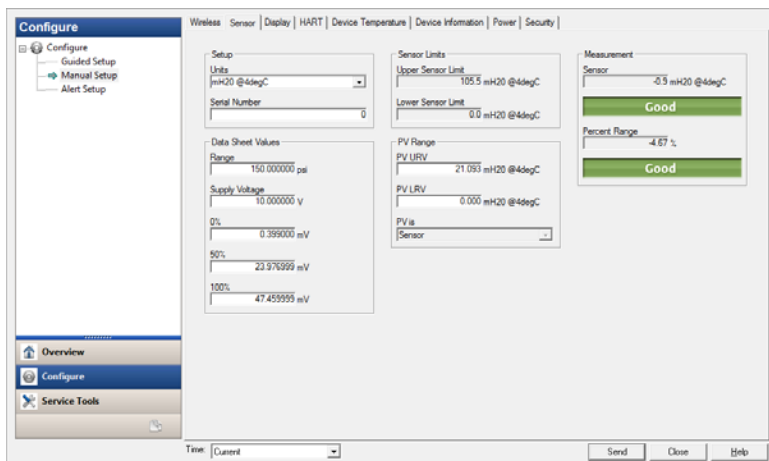 Configure
Configure
Guided Setup
Manual Setup
Alert Setup
Overview
Configure
Service Tools
Wireless Sensor Display HART Device Temperature Device Information Power Security
Setup
Units
mH20 @4degC
Serial Number
0
Data Sheet Values
Range
150.000000 psi
Supply Voltage
10.000000 V
0%
0.399000 mV
50%
23.976999 mV
100%
47.459999 mV
Sensor Limits
Upper Sensor Limit
105.5 mH20 @4degC
Lower Sensor Limit
0.0 mH20 @4degC
PV Range
PV URV
21.093 mH20 @4degC
PV LRV
0.000 mH20 @4degC
PV is
Sensor
Measurement
Sensor
-0.9 mH20 @4degC
Good
Percent Range
-4.67 %
Good
Time: Current
Send Close Help